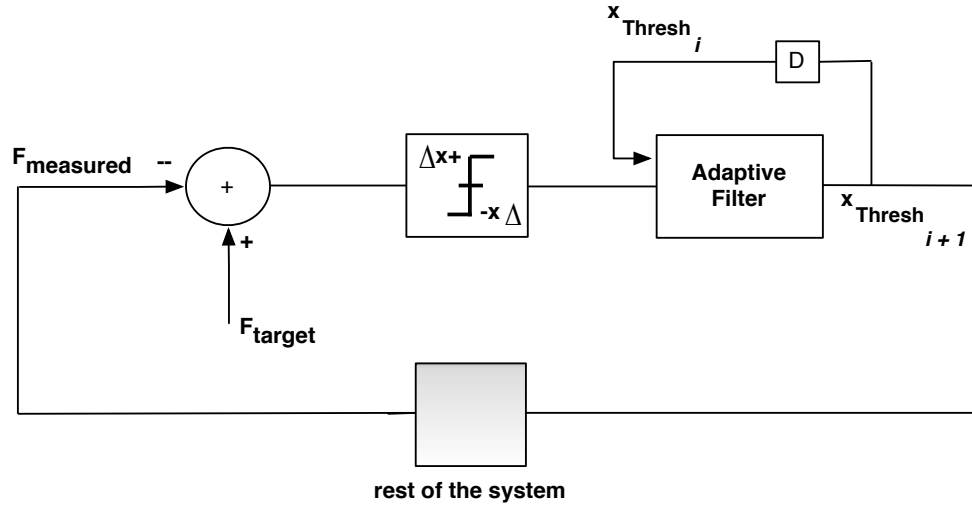 x Thresh i
D
F measured --
+
Δx+
-x Δ
Adaptive
Filter
x Thresh i + 1
+
F target
rest of the system